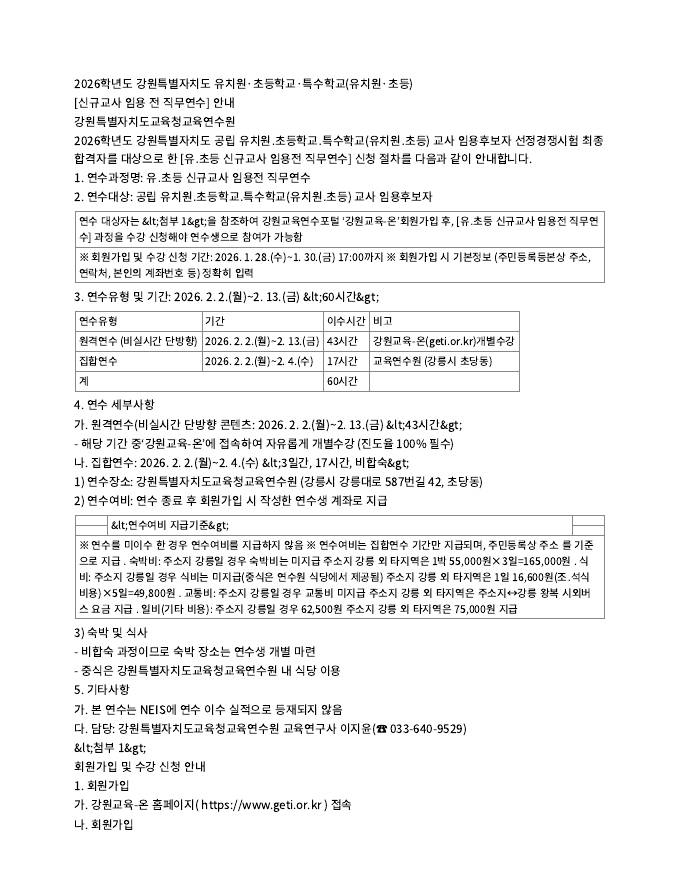 2026학년도 강원특별자치도 유치원·초등학교·특수학교(유치원·초등)
[신규교사 임용 전 직무연수] 안내
강원특별자치도교육청교육연수원
2026학년도 강원특별자치도 공립 유치원.초등학교.특수학교(유치원.초등) 교사 임용후보자 선정경쟁시험 최종
합격자를 대상으로 한 [유.초등 신규교사 임용전 직무연수] 신청 절차를 다음과 같이 안내합니다.
1. 연수과정명: 유.초등 신규교사 임용전 직무연수
2. 연수대상: 공립 유치원.초등학교.특수학교(유치원.초등) 교사 임용후보자
연수 대상자는 &lt;첨부 1&gt;을 참조하여 강원교육연수포털 '강원교육-온'회원가입 후, [유.초등 신규교사 임용전 직무연
수] 과정을 수강 신청해야 연수생으로 참여가 가능함
※ 회원가입 및 수강 신청 기간: 2026. 1. 28.(수)~1. 30.(금) 17:00까지 ※ 회원가입 시 기본정보 (주민등록등본상 주소,
연락처, 본인의 계좌번호 등) 정확히 입력
3. 연수유형 및 기간: 2026. 2. 2.(월)~2. 13.(금) &lt;60시간&gt;
연수유형 기간 이수시간 비고
원격연수 (비실시간 단방향) 2026. 2. 2.(월)~2. 13.(금) 43시간 강원교육-온(geti.or.kr)개별수강
집합연수 2026. 2. 2.(월)~2. 4.(수) 17시간 교육연수원 (강릉시 초당동)
계 60시간
4. 연수 세부사항
가. 원격연수(비실시간 단방향 콘텐츠: 2026. 2. 2.(월)~2. 13.(금) &lt;43시간&gt;
- 해당 기간 중'강원교육-온'에 접속하여 자유롭게 개별수강 (진도율 100% 필수)
나. 집합연수: 2026. 2. 2.(월)~2. 4.(수) &lt;3일간, 17시간, 비합숙&gt;
1) 연수장소: 강원특별자치도교육청교육연수원 (강릉시 강릉대로 587번길 42, 초당동)
2) 연수여비: 연수 종료 후 회원가입 시 작성한 연수생 계좌로 지급
&lt;연수여비 지급기준&gt;
※ 연수를 미이수 한 경우 연수여비를 지급하지 않음 ※ 연수여비는 집합연수 기간만 지급되며, 주민등록상 주소 를 기준
으로 지급 . 숙박비: 주소지 강릉일 경우 숙박비는 미지급 주소지 강릉 외 타지역은 1박 55,000원×3일=165,000원 . 식
비: 주소지 강릉일 경우 식비는 미지급(중식은 연수원 식당에서 제공됨) 주소지 강릉 외 타지역은 1일 16,600원(조.석식
비용)×5일=49,800원 . 교통비: 주소지 강릉일 경우 교통비 미지급 주소지 강릉 외 타지역은 주소지↔강릉 왕복 시외버
스 요금 지급 . 일비(기타 비용): 주소지 강릉일 경우 62,500원 주소지 강릉 외 타지역은 75,000원 지급
3) 숙박 및 식사
- 비합숙 과정이므로 숙박 장소는 연수생 개별 마련
- 중식은 강원특별자치도교육청교육연수원 내 식당 이용
5. 기타사항
가. 본 연수는 NEIS에 연수 이수 실적으로 등재되지 않음
다. 담당: 강원특별자치도교육청교육연수원 교육연구사 이지윤(☎ 033-640-9529)
&lt;첨부 1&gt;
회원가입 및 수강 신청 안내
1. 회원가입
가. 강원교육-온 홈페이지( https://www.geti.or.kr ) 접속
나. 회원가입